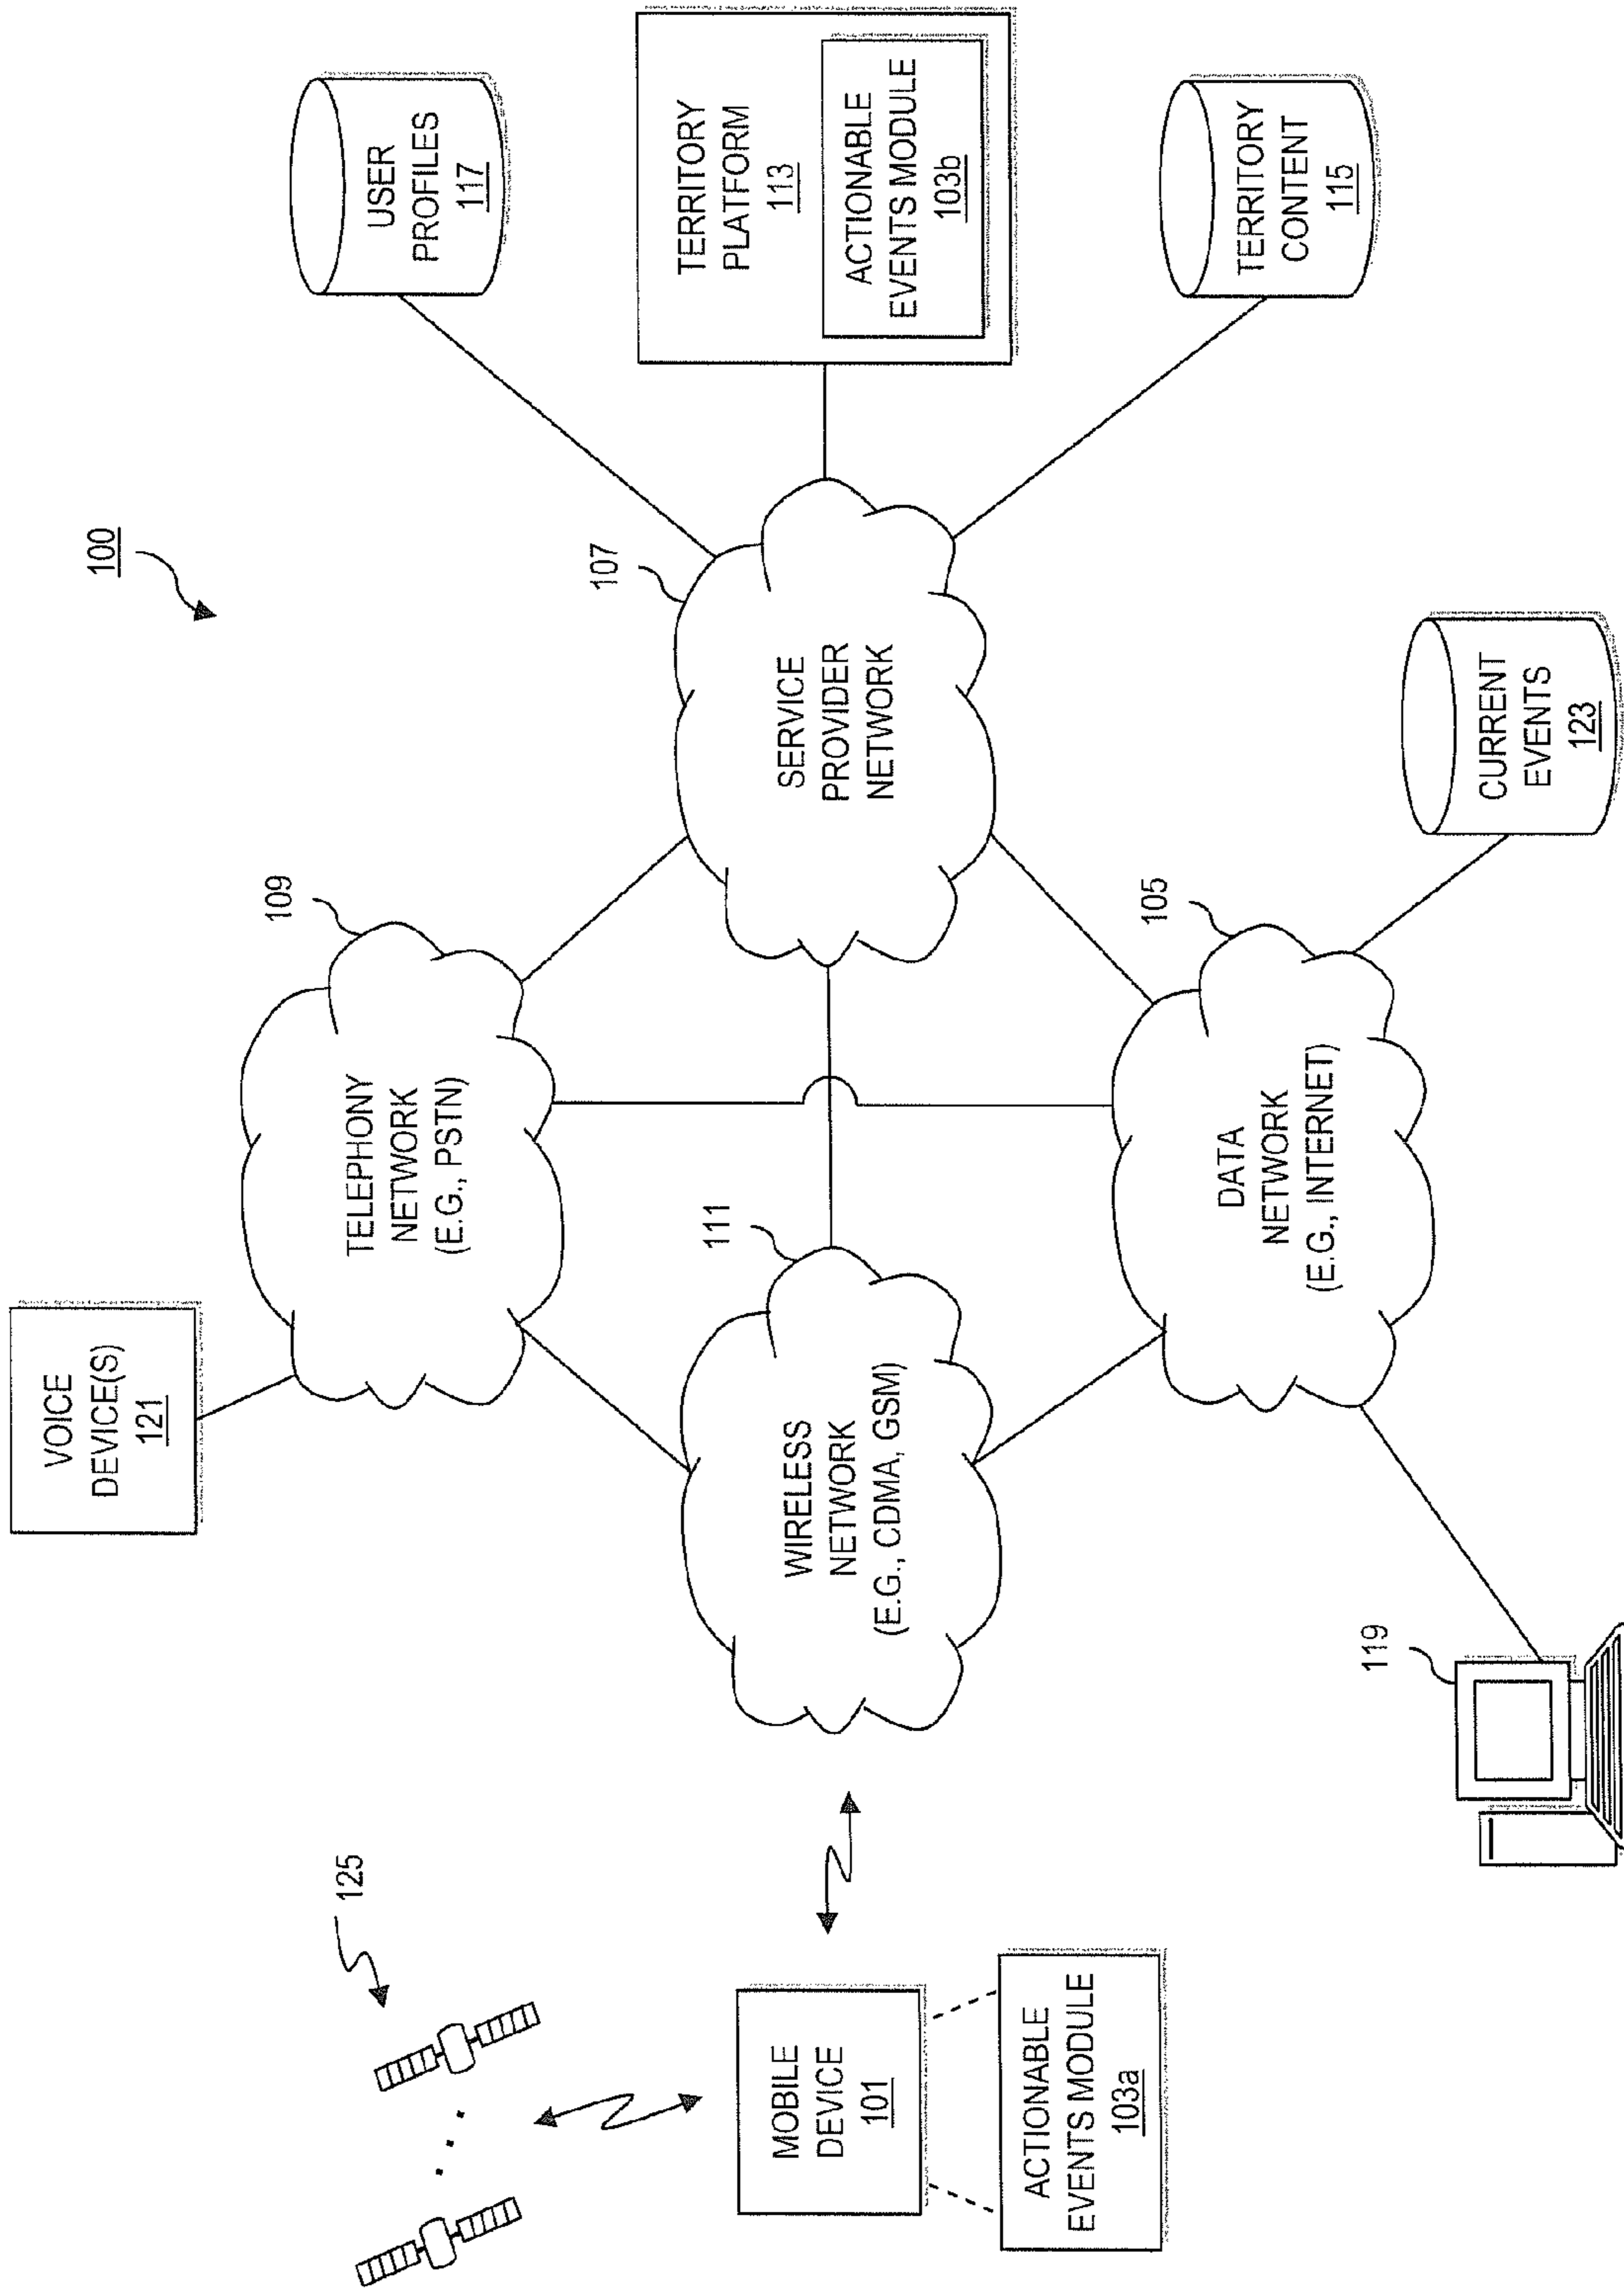 100
VOICE
DEVICE(S)
121
109
TELEPHONY
NETWORK
(E.G., PSTN)
USER
PROFILES
117
125
MOBILE
DEVICE
101
ACTIONABLE
EVENTS MODULE
103a
111
WIRELESS
NETWORK
(E.G., CDMA, GSM)
107
SERVICE
PROVIDER
NETWORK
TERRITORY
PLATFORM
113
ACTIONABLE
EVENTS MODULE
103b
119
105
DATA
NETWORK
(E.G., INTERNET)
CURRENT
EVENTS
123
TERRITORY
CONTENT
115